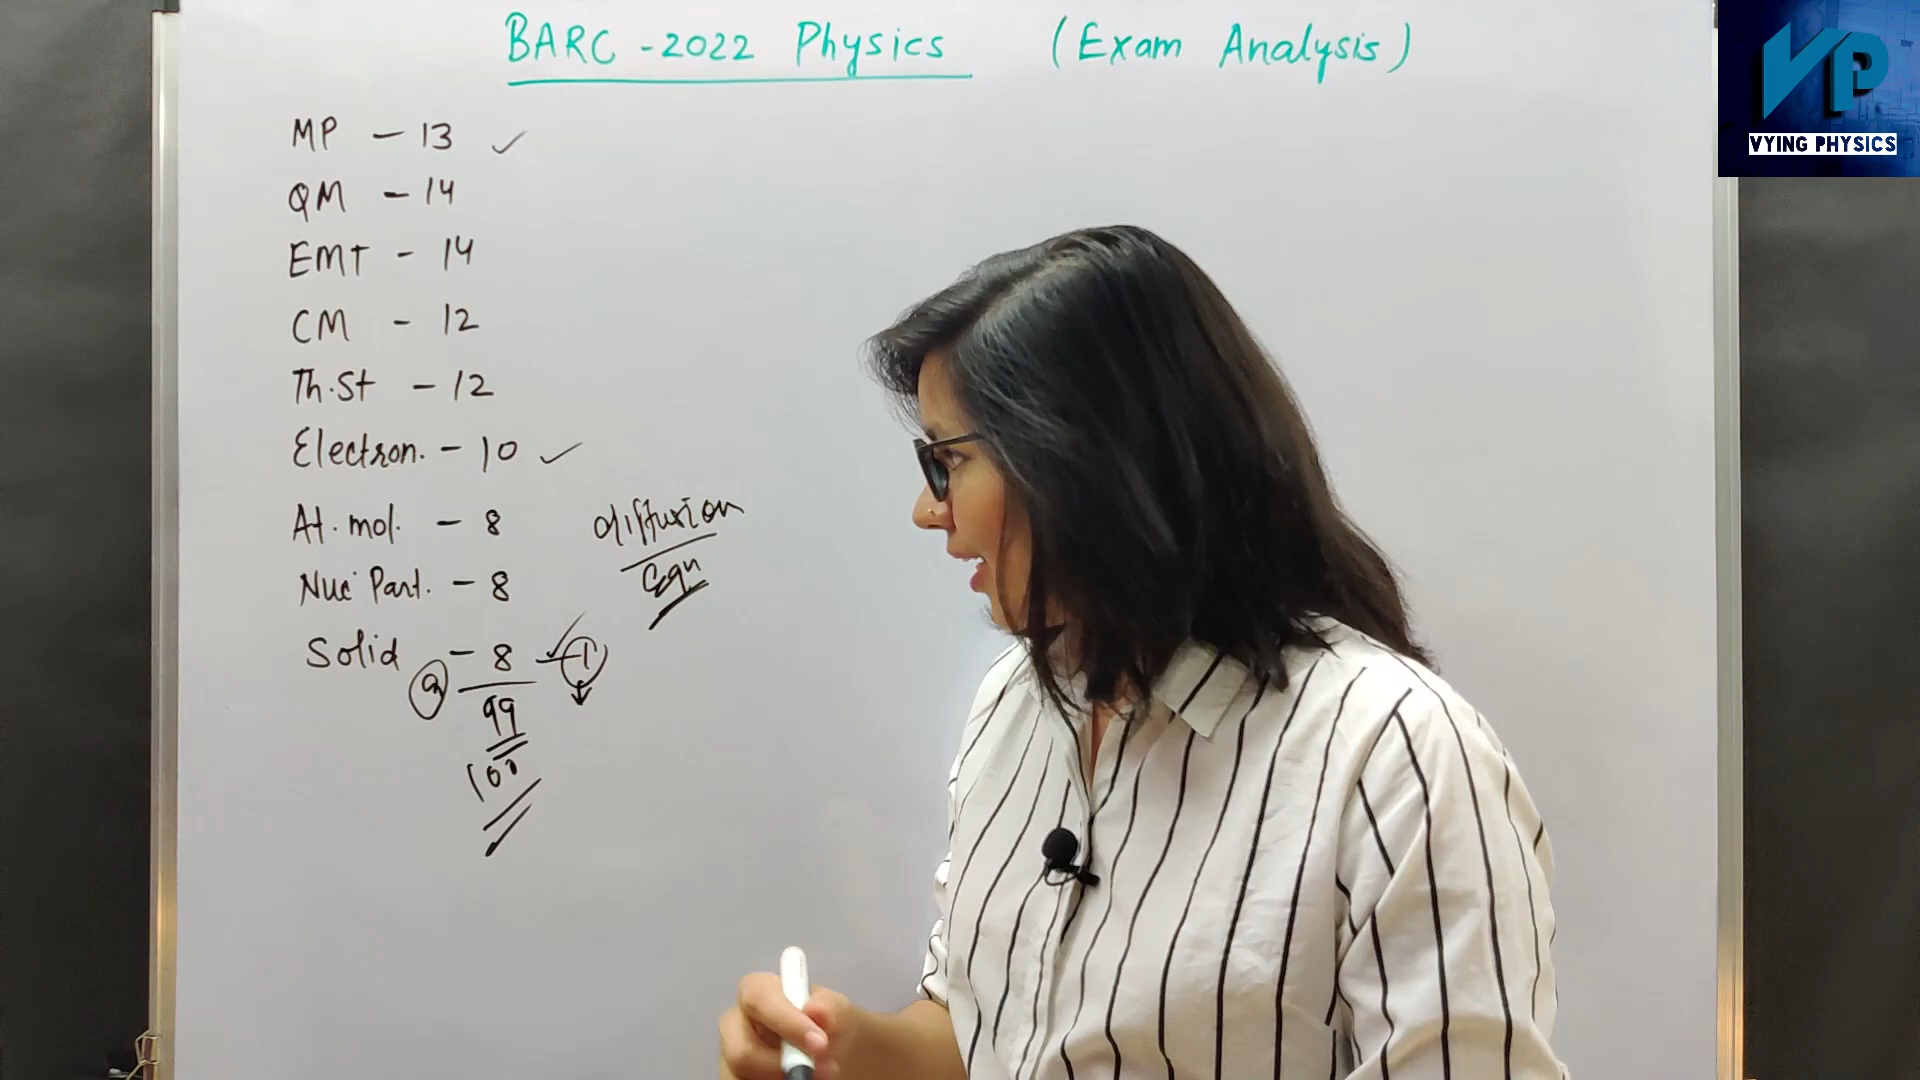 BARC - 2022 Physics (Exam Analysis)
VP
VYING PHYSICS
MP - 13 ✓
QM - 14
EMT - 14
CM - 12
Th.St - 12
Electron. - 10 ✓
At. mol. - 8
diffusion
Eqn
Nuc Part. - 8
Solid - 8
1
9
99
100